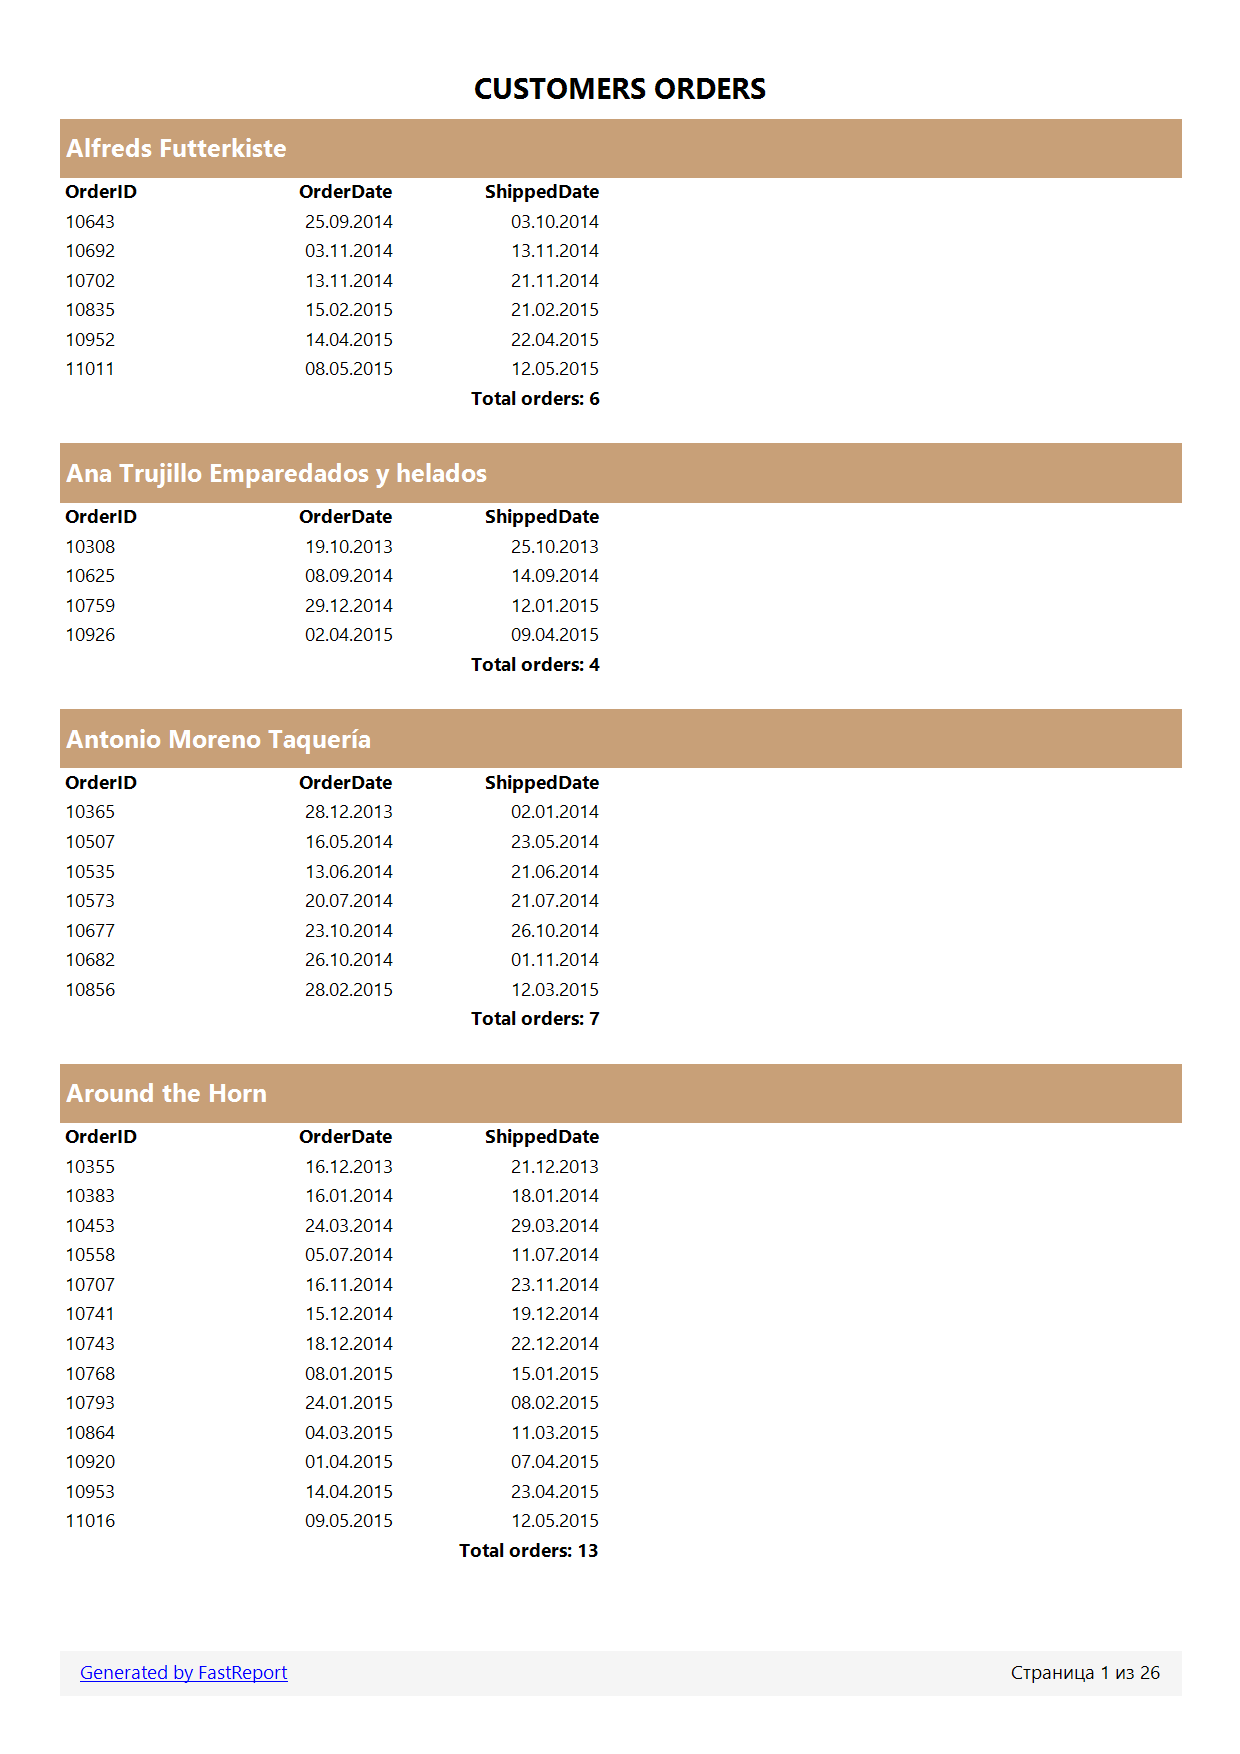 CUSTOMERS ORDERS
Alfreds Futterkiste
OrderID OrderDate ShippedDate
10643 25.09.2014 03.10.2014
10692 03.11.2014 13.11.2014
10702 13.11.2014 21.11.2014
10835 15.02.2015 21.02.2015
10952 14.04.2015 22.04.2015
11011 08.05.2015 12.05.2015
Total orders: 6
Ana Trujillo Emparedados y helados
OrderID OrderDate ShippedDate
10308 19.10.2013 25.10.2013
10625 08.09.2014 14.09.2014
10759 29.12.2014 12.01.2015
10926 02.04.2015 09.04.2015
Total orders: 4
Antonio Moreno Taquería
OrderID OrderDate ShippedDate
10365 28.12.2013 02.01.2014
10507 16.05.2014 23.05.2014
10535 13.06.2014 21.06.2014
10573 20.07.2014 21.07.2014
10677 23.10.2014 26.10.2014
10682 26.10.2014 01.11.2014
10856 28.02.2015 12.03.2015
Total orders: 7
Around the Horn
OrderID OrderDate ShippedDate
10355 16.12.2013 21.12.2013
10383 16.01.2014 18.01.2014
10453 24.03.2014 29.03.2014
10558 05.07.2014 11.07.2014
10707 16.11.2014 23.11.2014
10741 15.12.2014 19.12.2014
10743 18.12.2014 22.12.2014
10768 08.01.2015 15.01.2015
10793 24.01.2015 08.02.2015
10864 04.03.2015 11.03.2015
10920 01.04.2015 07.04.2015
10953 14.04.2015 23.04.2015
11016 09.05.2015 12.05.2015
Total orders: 13
Generated by FastReport Страница 1 из 26